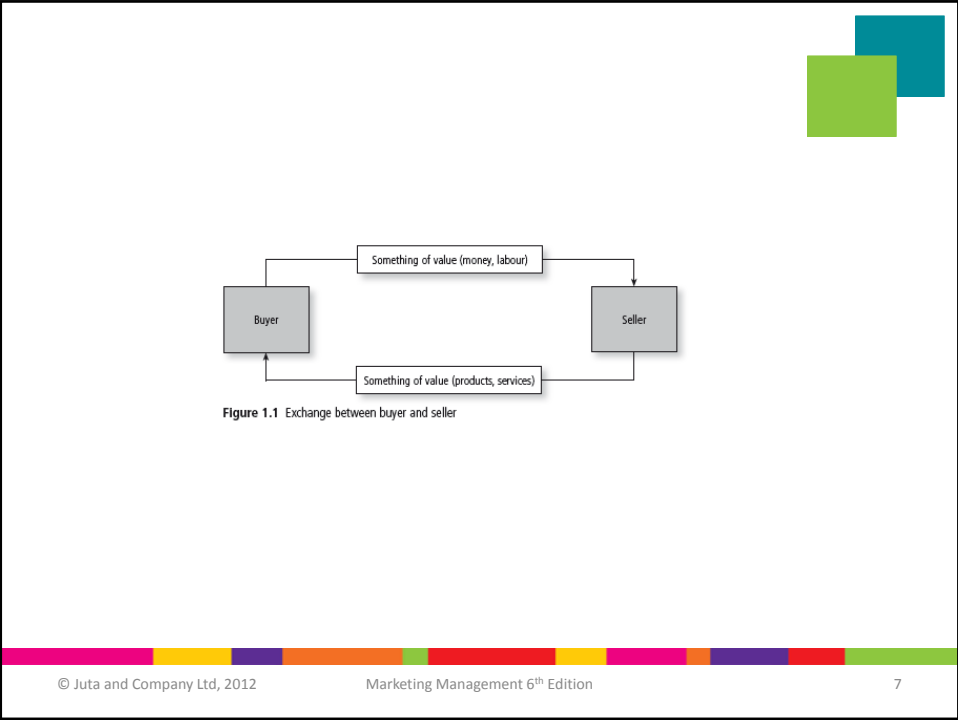 Something of value (money, labour)
Buyer
Seller
Something of value (products, services)
Figure 1.1 Exchange between buyer and seller
© Juta and Company Ltd, 2012
Marketing Management 6th Edition
7